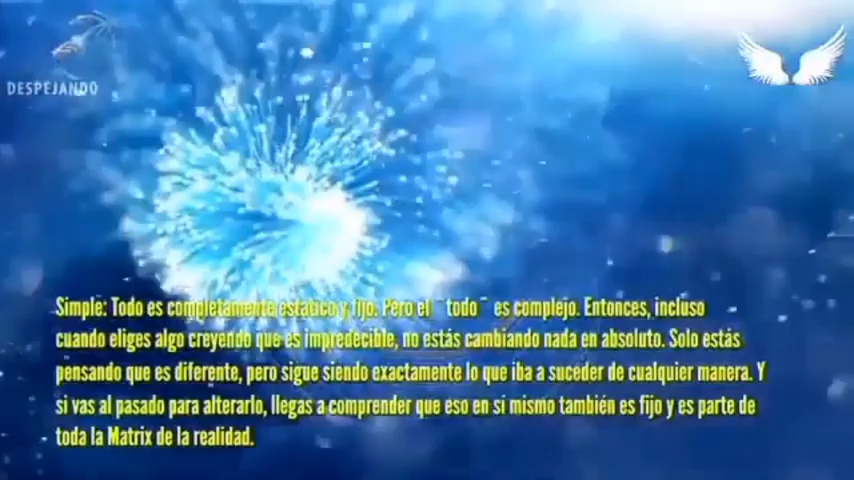 DESPEJANDO
Simple: Todo es completamente estatico y fijo. Pero el ¨todo¨ es complejo. Entonces, incluso
cuando eliges algo creyendo que es impredecible, no estás cambiando nada en absoluto. Solo estás
pensando que es diferente, pero sigue siendo exactamente lo que iba a suceder de cualquier manera. Y
si vas al pasado para alterarlo, llegas a comprender que eso en si mismo también es fijo y es parte de
toda la Matrix de la realidad.